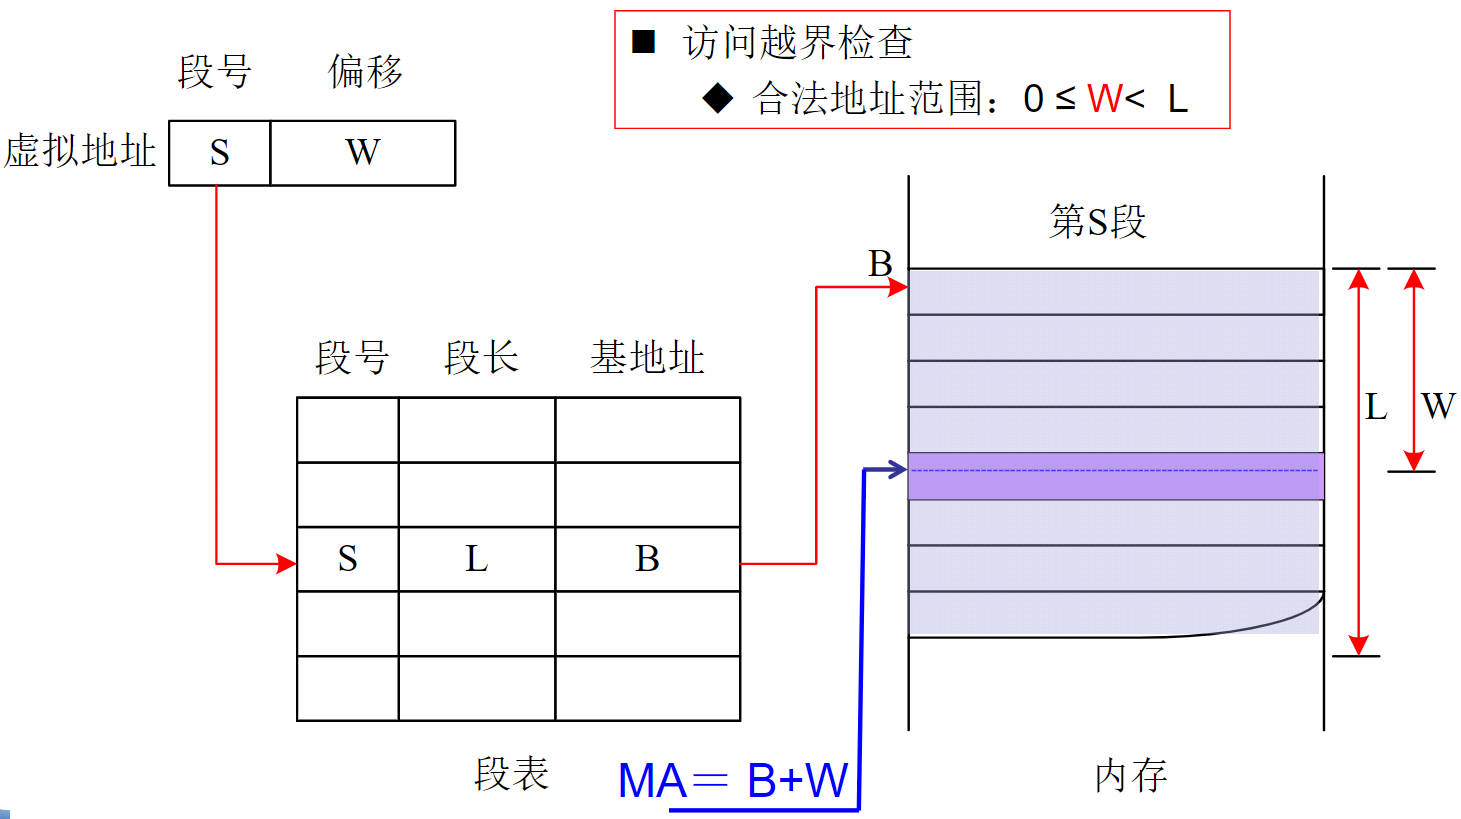 ■ 访问越界检查
◆ 合法地址范围：0 ≤ W< L
段号 偏移
虚拟地址 S W
第S段
B
段号 段长 基地址
L W
S L B
段表
MA＝ B+W
内存